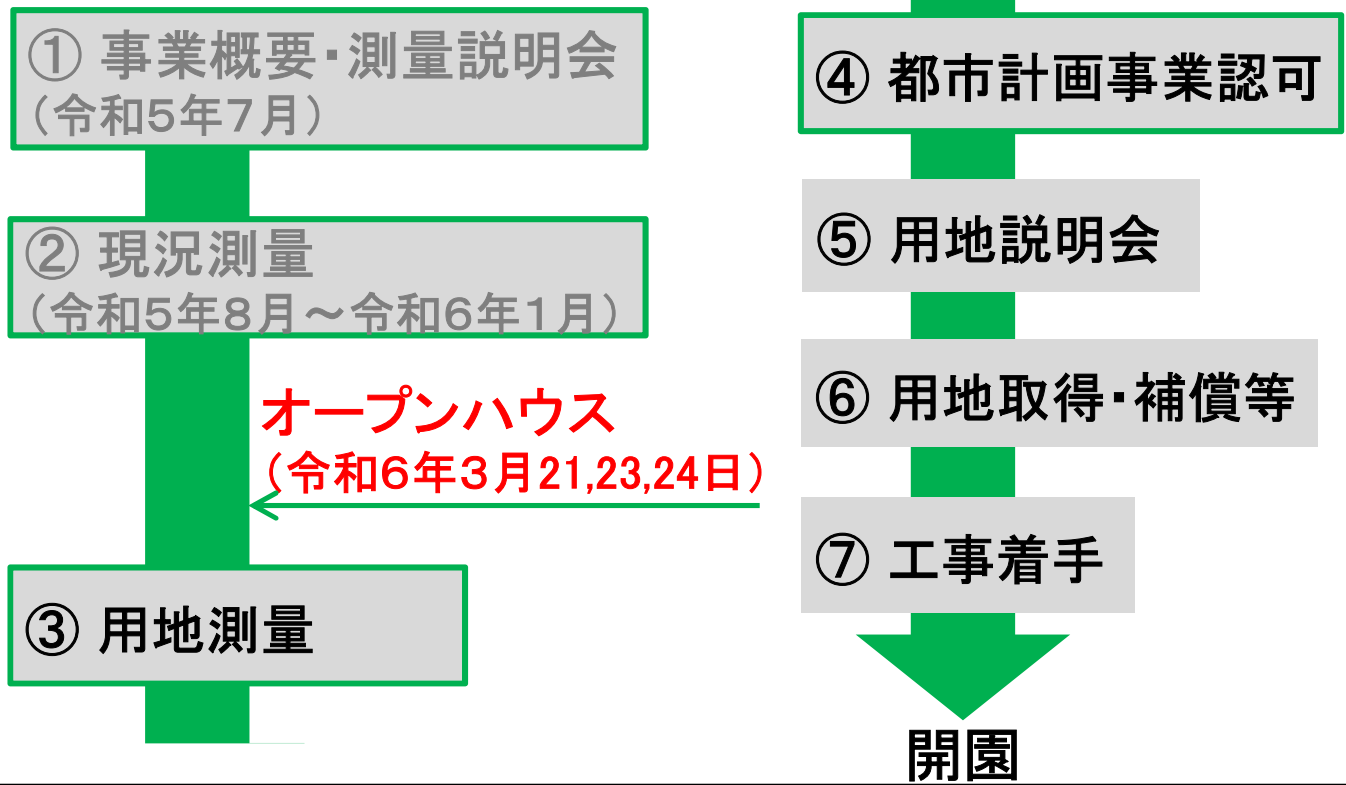 ① 事業概要・測量説明会
（令和５年７月）
② 現況測量
（令和５年８月～令和６年１月）
オープンハウス
（令和６年３月21,23,24日）
③ 用地測量
④ 都市計画事業認可
⑤ 用地説明会
⑥ 用地取得・補償等
⑦ 工事着手
開園